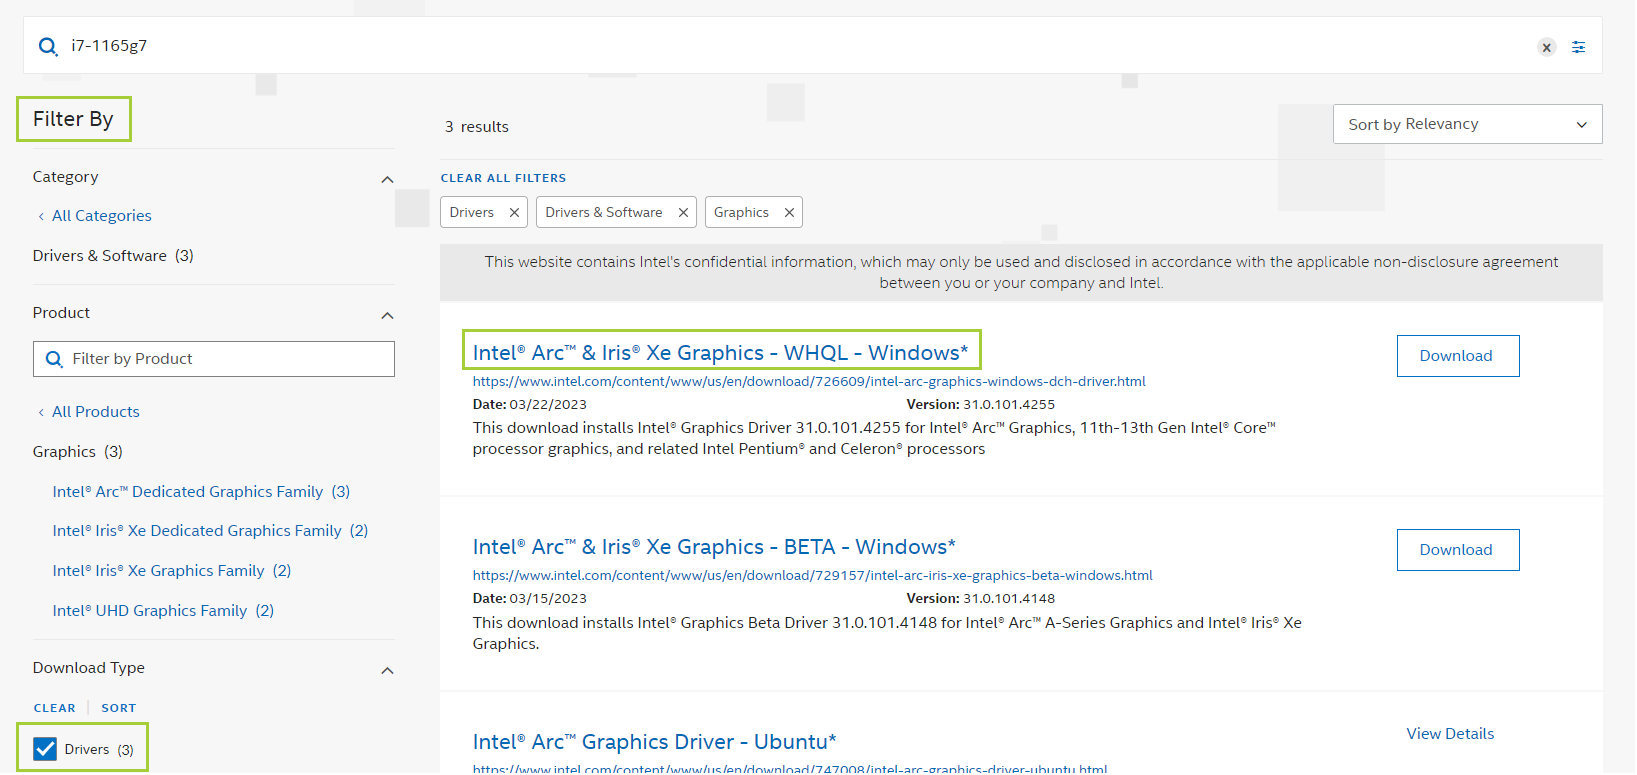 i7-1165g7
x
Filter By
Category
‹ All Categories
Drivers & Software (3)
Product
Filter by Product
‹ All Products
Graphics (3)
Intel® Arc™ Dedicated Graphics Family (3)
Intel® Iris® Xe Dedicated Graphics Family (2)
Intel® Iris® Xe Graphics Family (2)
Intel® UHD Graphics Family (2)
Download Type
CLEAR | SORT
Drivers (3)
3 results
Sort by Relevancy
CLEAR ALL FILTERS
Drivers × Drivers & Software × Graphics ×
This website contains Intel's confidential information, which may only be used and disclosed in accordance with the applicable non-disclosure agreement
between you or your company and Intel.
Intel® Arc™ & Iris® Xe Graphics - WHQL - Windows*
Download
https://www.intel.com/content/www/us/en/download/726609/intel-arc-graphics-windows-dch-driver.html
Date: 03/22/2023 Version: 31.0.101.4255
This download installs Intel® Graphics Driver 31.0.101.4255 for Intel® Arc™ Graphics, 11th-13th Gen Intel® Core™
processor graphics, and related Intel Pentium® and Celeron® processors
Intel® Arc™ & Iris® Xe Graphics - BETA - Windows*
Download
https://www.intel.com/content/www/us/en/download/729157/intel-arc-iris-xe-graphics-beta-windows.html
Date: 03/15/2023 Version: 31.0.101.4148
This download installs Intel® Graphics Beta Driver 31.0.101.4148 for Intel® Arc™ A-Series Graphics and Intel® Iris® Xe
Graphics.
Intel® Arc™ Graphics Driver - Ubuntu*
View Details
https://www.intel.com/content/www/us/en/download/747008/intel-arc-graphics-driver-ubuntu.html